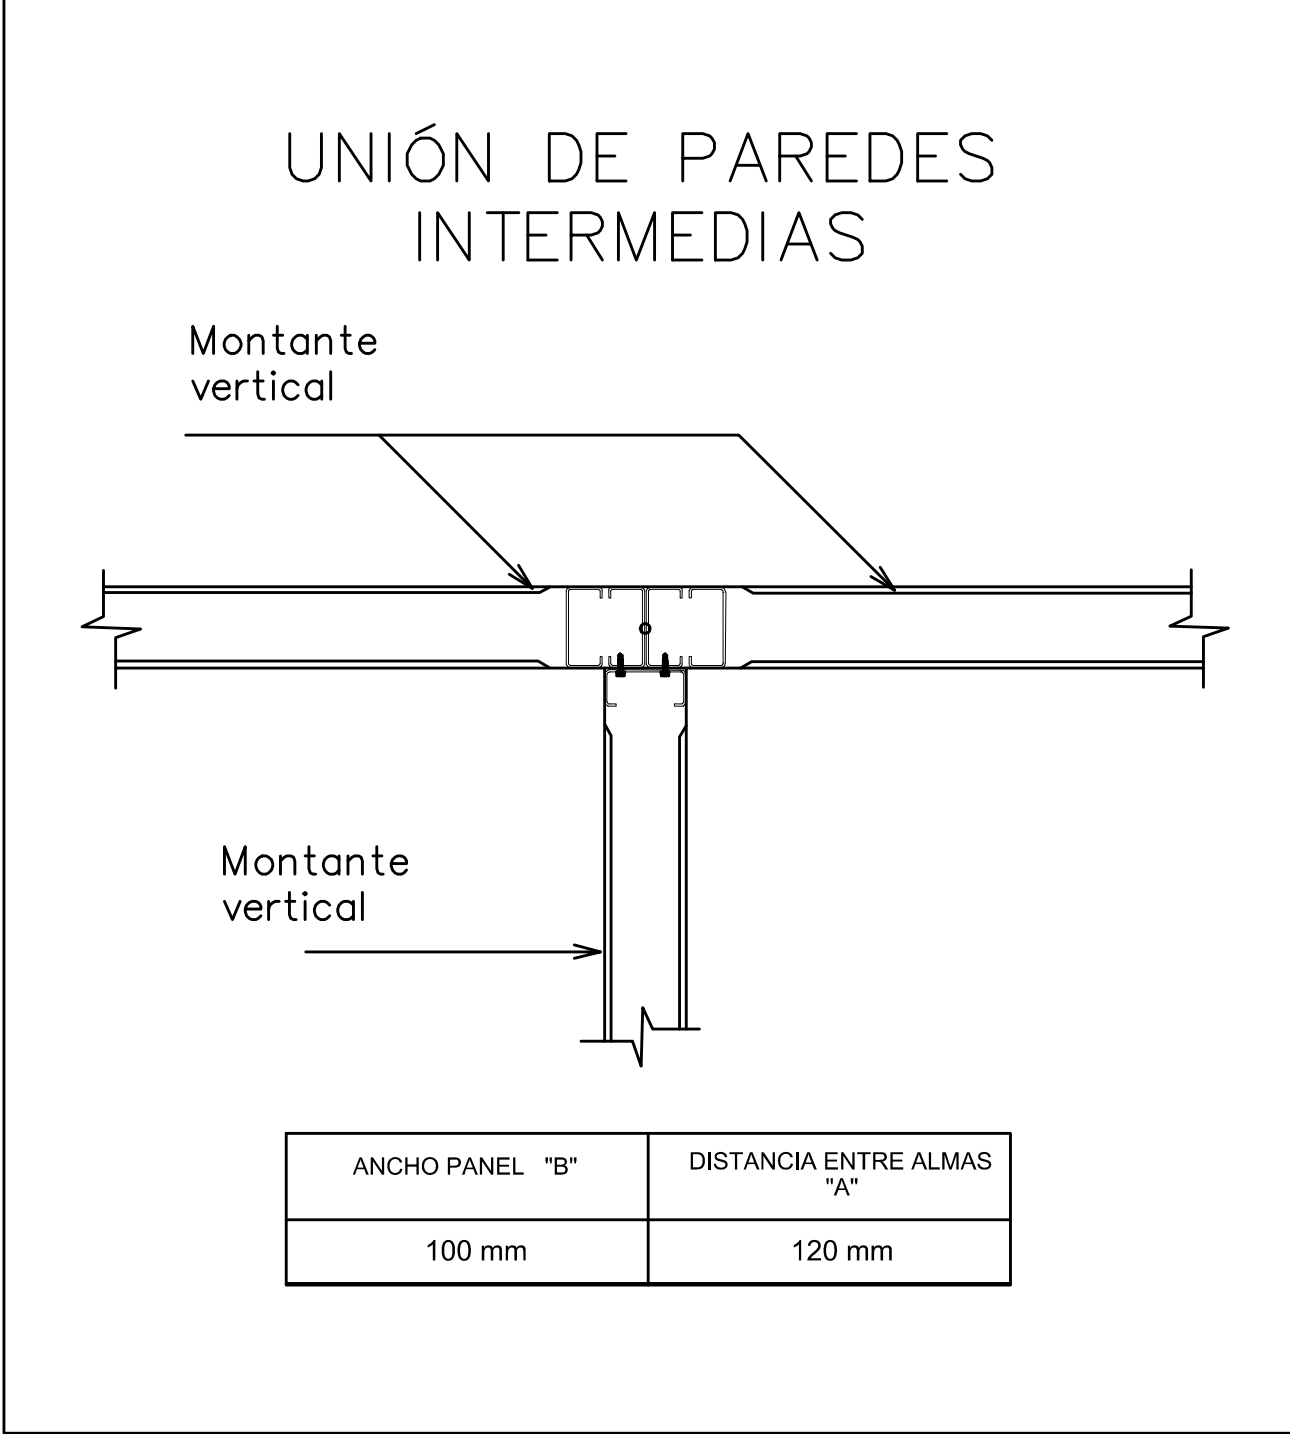 UNIÓN DE PAREDES
INTERMEDIAS
Montante
vertical
Montante
vertical
ANCHO PANEL "B"
DISTANCIA ENTRE ALMAS
"A"
100 mm
120 mm